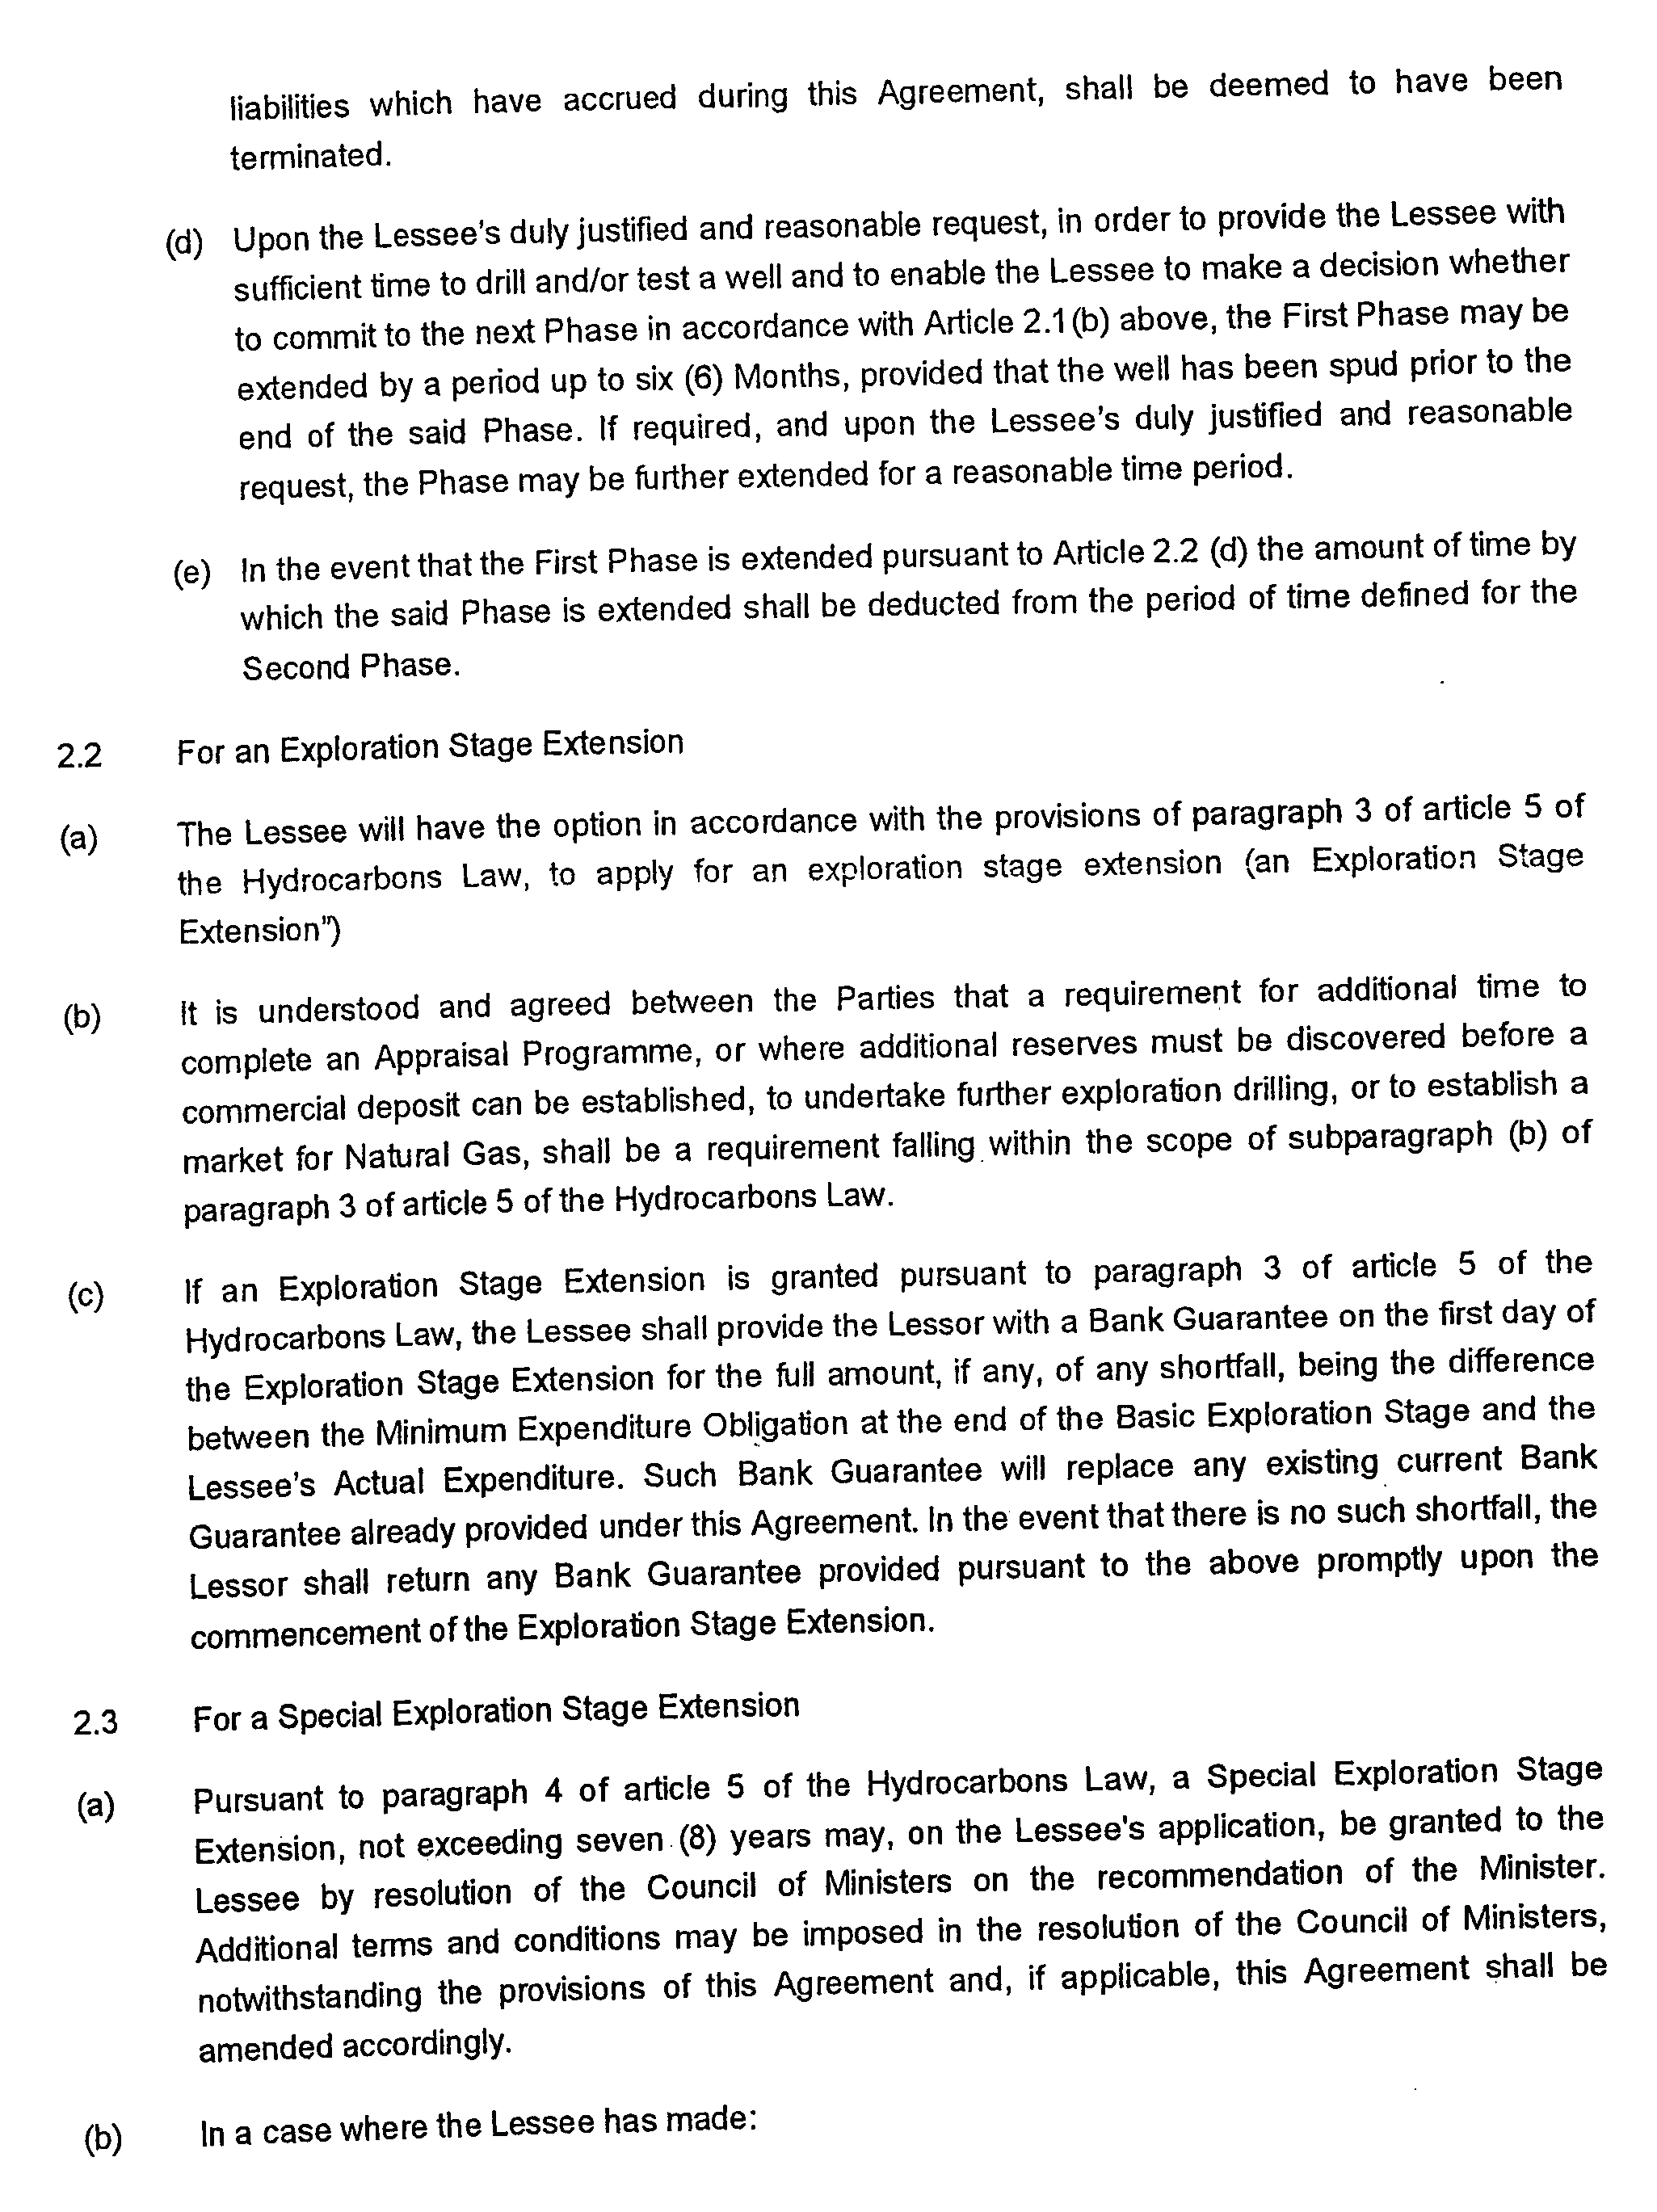 liabilities which have accrued during this Agreement, shall be deemed to have been
terminated.
(d) Upon the Lessee's duly justified and reasonable request, in order to provide the Lessee with
sufficient time to drill and/or test a well and to enable the Lessee to make a decision whether
to commit to the next Phase in accordance with Article 2.1 (b) above, the First Phase may be
extended by a period up to six (6) Months, provided that the well has been spud prior to the
end of the said Phase. If required, and upon the Lessee's duly justified and reasonable
request, the Phase may be further extended for a reasonable time period.
(e) In the event that the First Phase is extended pursuant to Article 2.2 (d) the amount of time by
which the said Phase is extended shall be deducted from the period of time defined for the
Second Phase.
2.2 For an Exploration Stage Extension
(a) The Lessee will have the option in accordance with the provisions of paragraph 3 of article 5 of
the Hydrocarbons Law, to apply for an exploration stage extension (an Exploration Stage
Extension")
(b) It is understood and agreed between the Parties that a requirement for additional time to
complete an Appraisal Programme, or where additional reserves must be discovered before a
commercial deposit can be established, to undertake further exploration drilling, or to establish a
market for Natural Gas, shall be a requirement falling within the scope of subparagraph (b) of
paragraph 3 of article 5 of the Hydrocarbons Law.
(c) If an Exploration Stage Extension is granted pursuant to paragraph 3 of article 5 of the
Hydrocarbons Law, the Lessee shall provide the Lessor with a Bank Guarantee on the first day of
the Exploration Stage Extension for the full amount, if any, of any shortfall, being the difference
between the Minimum Expenditure Obligation at the end of the Basic Exploration Stage and the
Lessee's Actual Expenditure. Such Bank Guarantee will replace any existing current Bank
Guarantee already provided under this Agreement. In the event that there is no such shortfall, the
Lessor shall return any Bank Guarantee provided pursuant to the above promptly upon the
commencement of the Exploration Stage Extension.
2.3 For a Special Exploration Stage Extension
(a) Pursuant to paragraph 4 of article 5 of the Hydrocarbons Law, a Special Exploration Stage
Extension, not exceeding seven (8) years may, on the Lessee's application, be granted to the
Lessee by resolution of the Council of Ministers on the recommendation of the Minister.
Additional terms and conditions may be imposed in the resolution of the Council of Ministers,
notwithstanding the provisions of this Agreement and, if applicable, this Agreement shall be
amended accordingly.
(b) In a case where the Lessee has made: